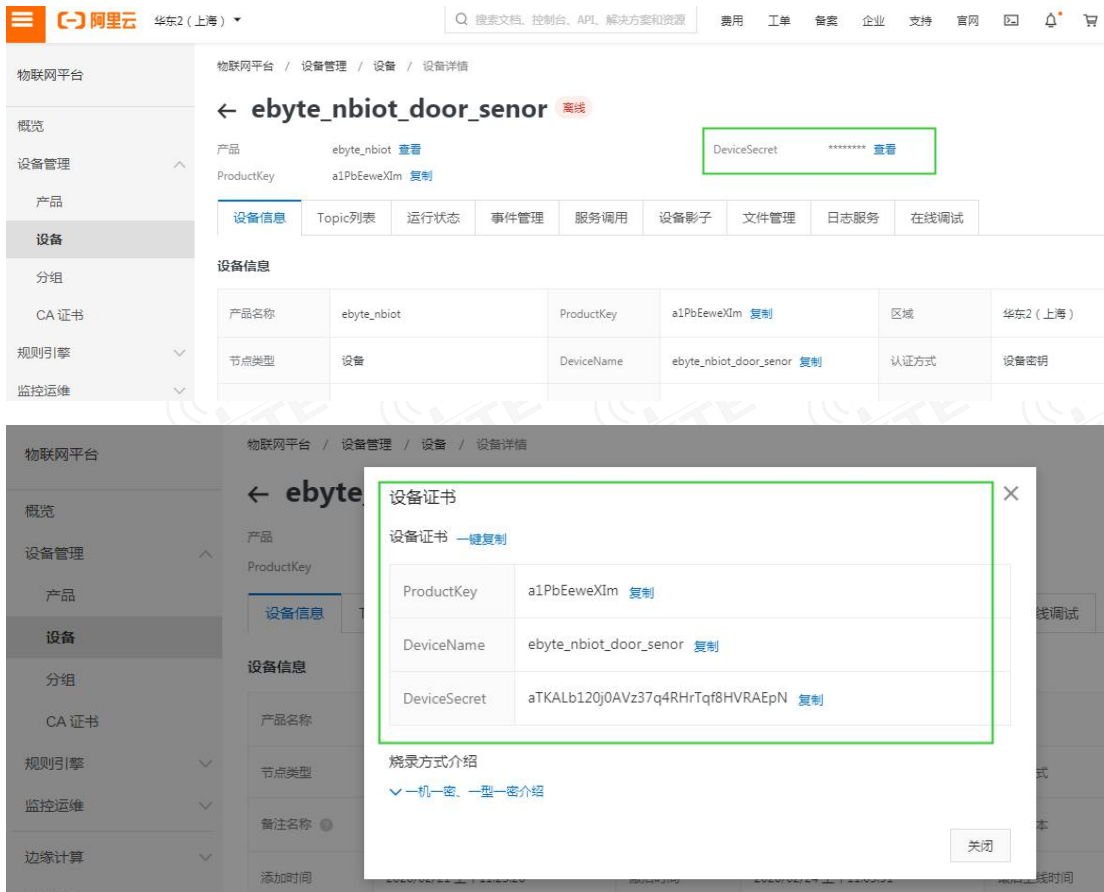 阿里云 华东2（上海） 搜索文档、控制台、API、解决方案和资源 费用 工单 备案 企业 支持 官网
物联网平台 物联网平台 / 设备管理 / 设备 / 设备详情
← ebyte_nbiot_door_senor 离线
概览
产品 ebyte_nbiot 查看 DeviceSecret ******** 查看
设备管理
ProductKey a1PbEeweXIm 复制
产品
设备信息 Topic列表 运行状态 事件管理 服务调用 设备影子 文件管理 日志服务 在线调试
设备
设备信息
分组
产品名称 ebyte_nbiot ProductKey a1PbEeweXIm 复制 区域 华东2（上海）
CA 证书
规则引擎
节点类型 设备 DeviceName ebyte_nbiot_door_senor 复制 认证方式 设备密钥
监控运维
物联网平台 物联网平台 / 设备管理 / 设备 / 设备详情
← ebyte
设备证书
概览
产品
设备证书 一键复制
设备管理
ProductKey
ProductKey a1PbEeweXIm 复制
产品
设备信息 T 线调试
设备
DeviceName ebyte_nbiot_door_senor 复制
设备信息
分组
DeviceSecret aTKALb120j0AVz37q4RHrTqf8HVRAEpN 复制
CA 证书
产品名称
规则引擎
烧录方式介绍
节点类型 式
一机一密、一型一密介绍
监控运维
备注名称 本
关闭
边缘计算
添加时间 线时间